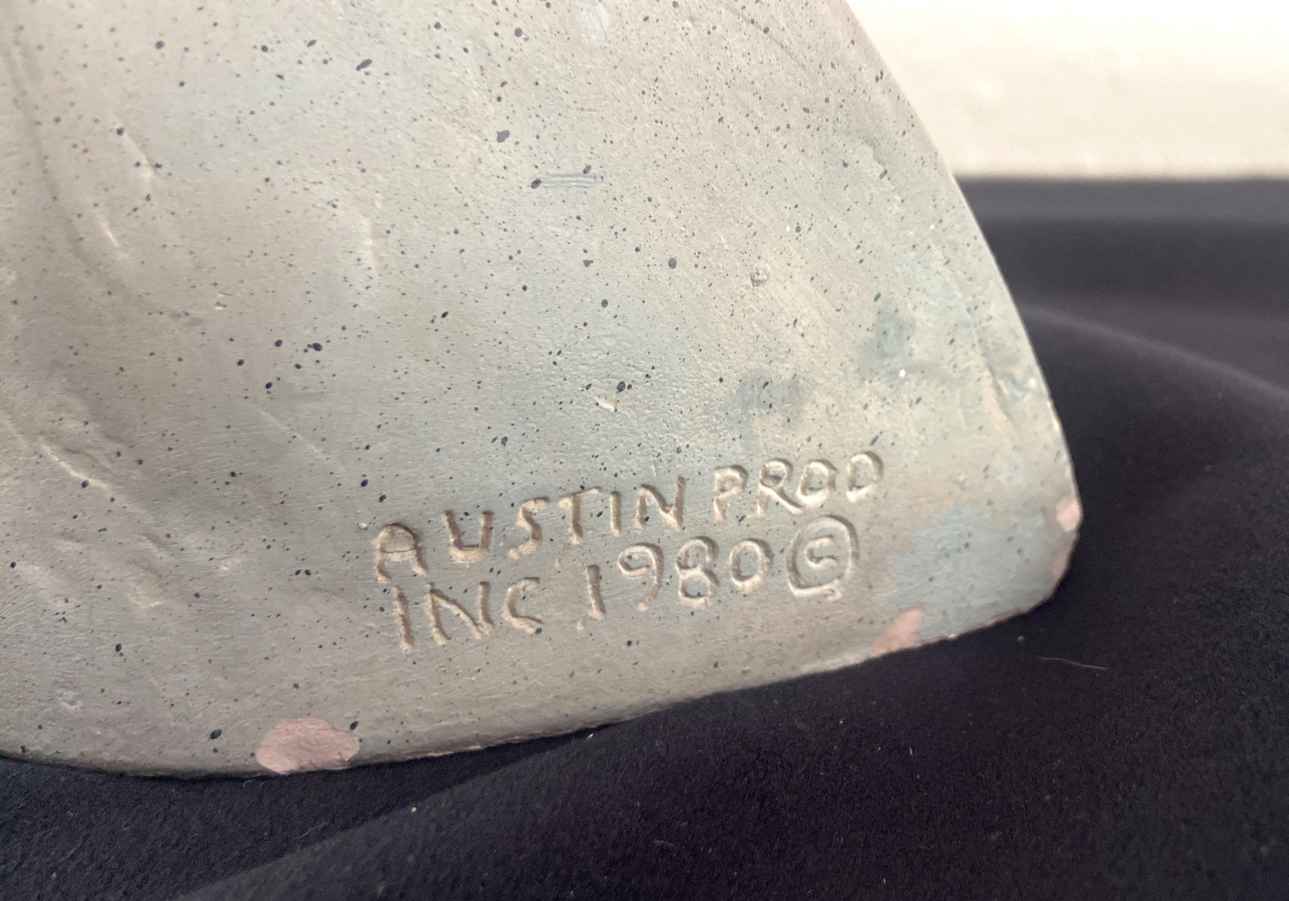 AUSTIN PROD
INC 1980 ©